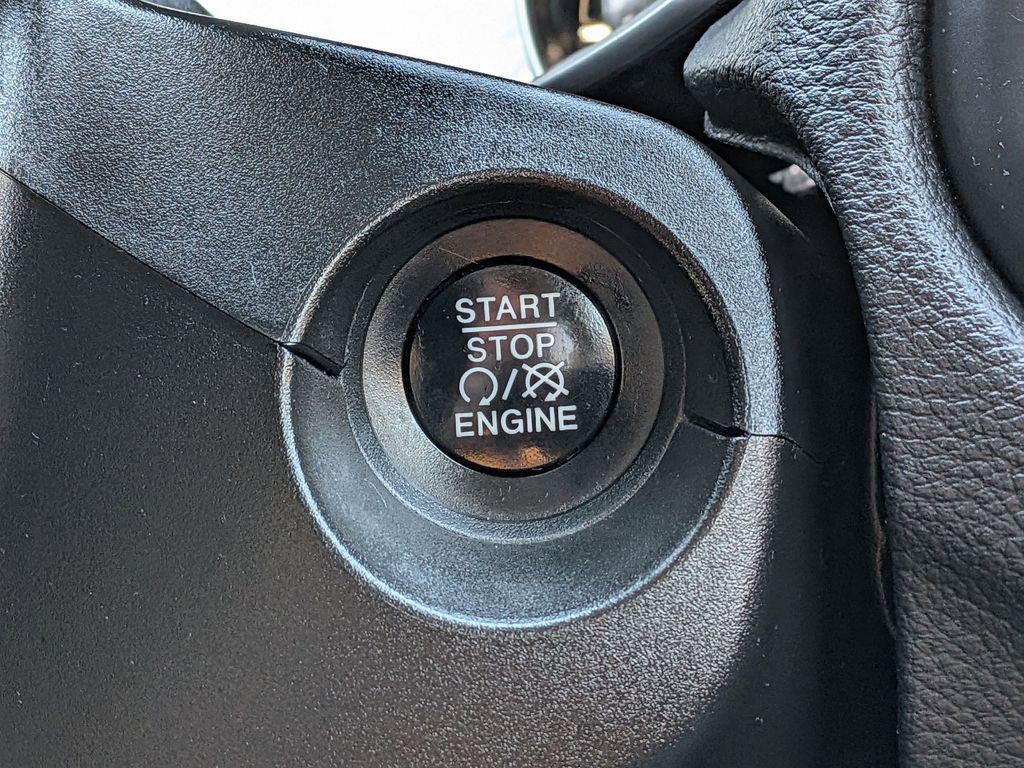 START
STOP
/
ENGINE